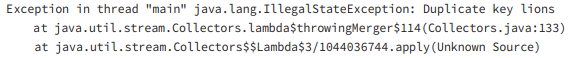 Exception in thread "main" java.lang.IllegalStateException: Duplicate key lions
at java.util.stream.Collectors.lambda$throwingMerger$114(Collectors.java:133)
at java.util.stream.Collectors$$Lambda$3/1044036744.apply(Unknown Source)